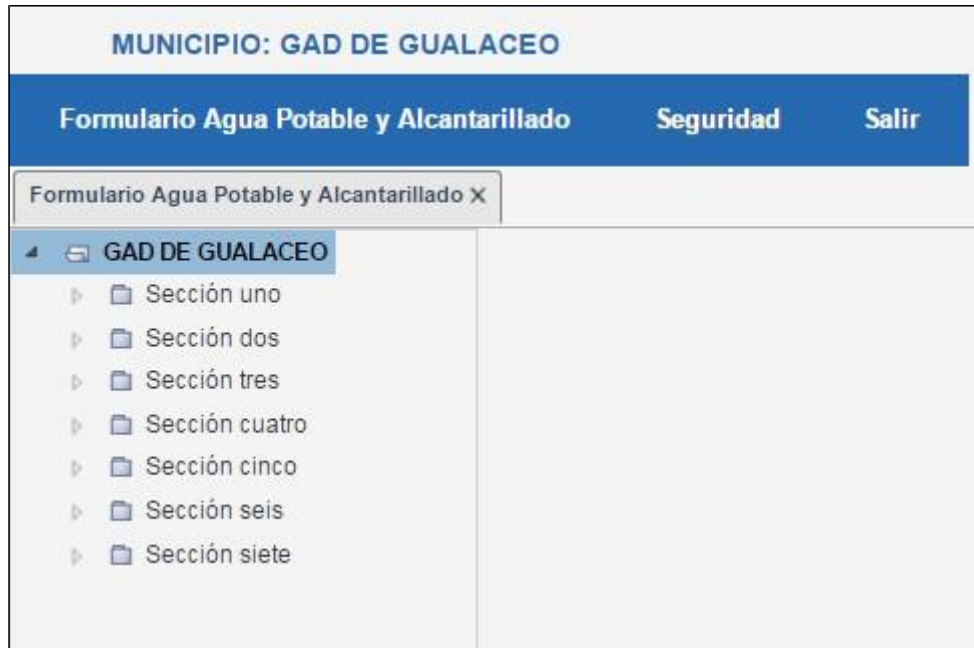 MUNICIPIO: GAD DE GUALACEO
Formulario Agua Potable y Alcantarillado Seguridad Salir
Formulario Agua Potable y Alcantarillado X
GAD DE GUALACEO
Sección uno
Sección dos
Sección tres
Sección cuatro
Sección cinco
Sección seis
Sección siete